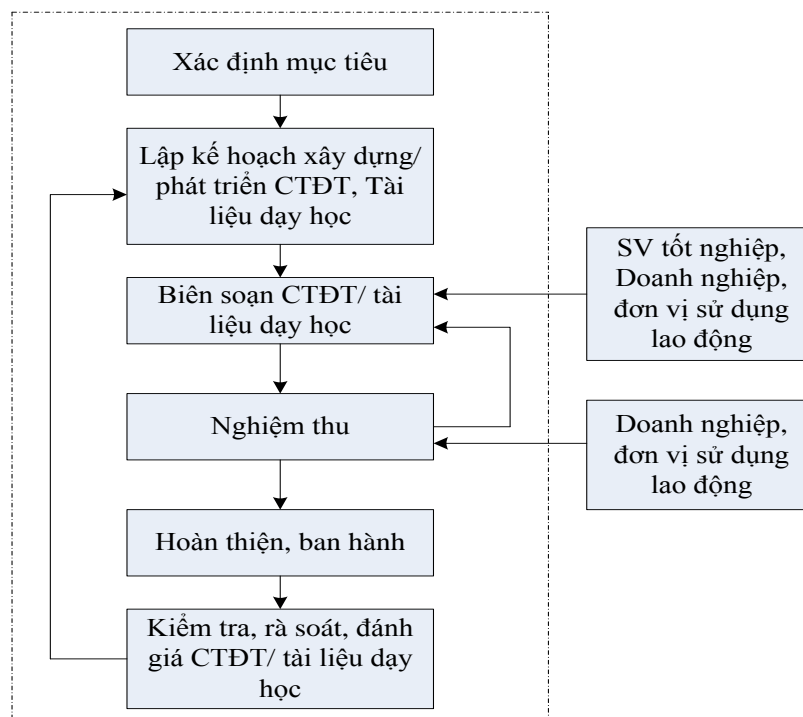 Xác định mục tiêu
Lập kế hoạch xây dựng/
phát triển CTĐT, Tài
liệu dạy học
Biên soạn CTĐT/ tài
liệu dạy học
Nghiệm thu
Hoàn thiện, ban hành
Kiểm tra, rà soát, đánh
giá CTĐT/ tài liệu dạy
học
SV tốt nghiệp,
Doanh nghiệp,
đơn vị sử dụng
lao động
Doanh nghiệp,
đơn vị sử dụng
lao động